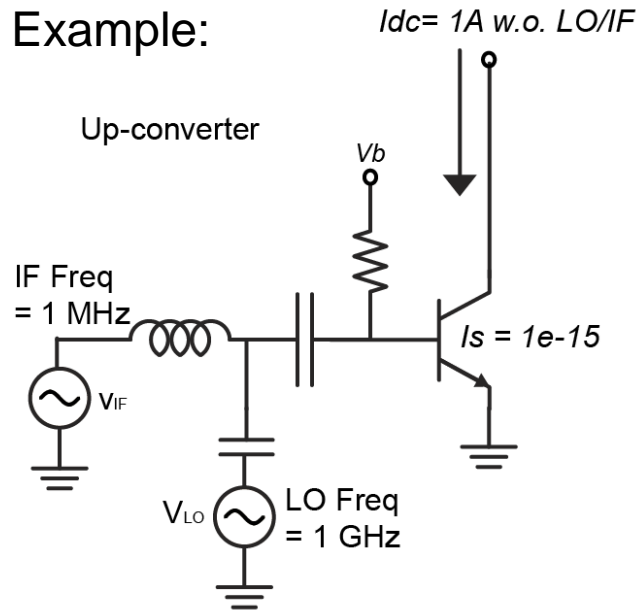 Example:
Idc= 1A w.o. LO/IF
Up-converter
Vb
IF Freq
= 1 MHz
Is = 1e-15
VIF
VLO
LO Freq
= 1 GHz